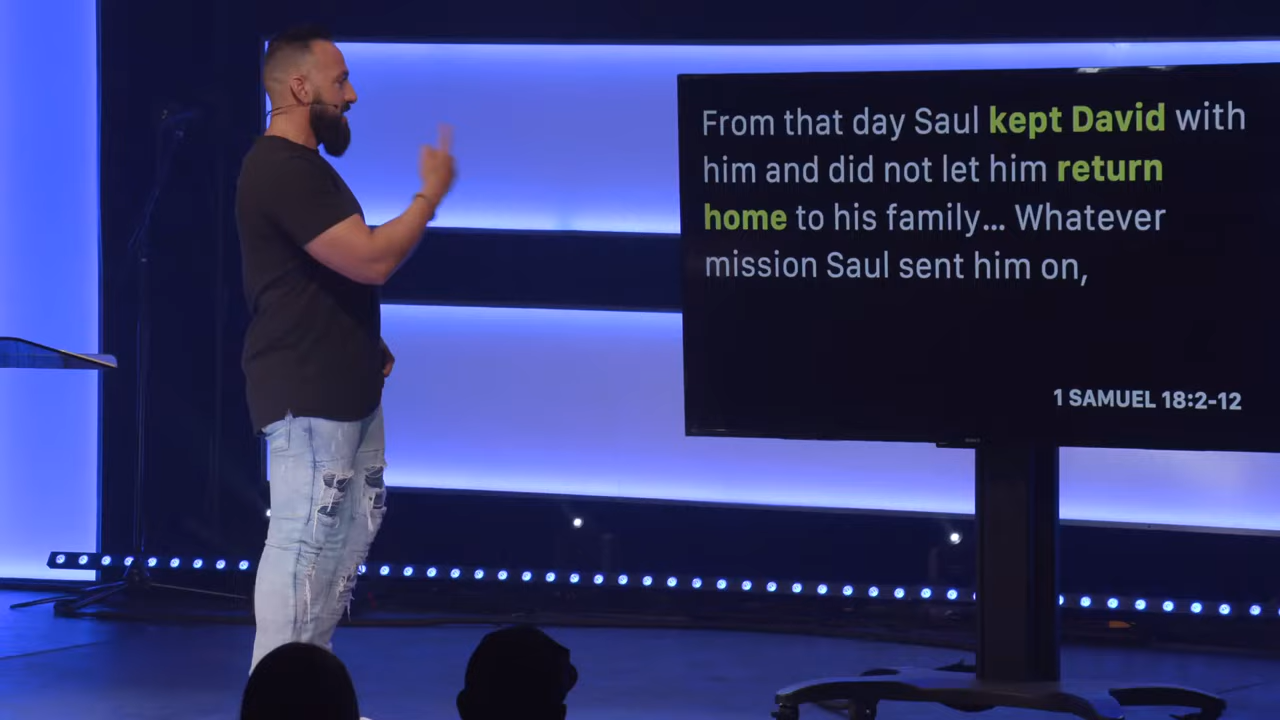 From that day Saul kept David with
him and did not let him return
home to his family... Whatever
mission Saul sent him on,
1 SAMUEL 18:2-12